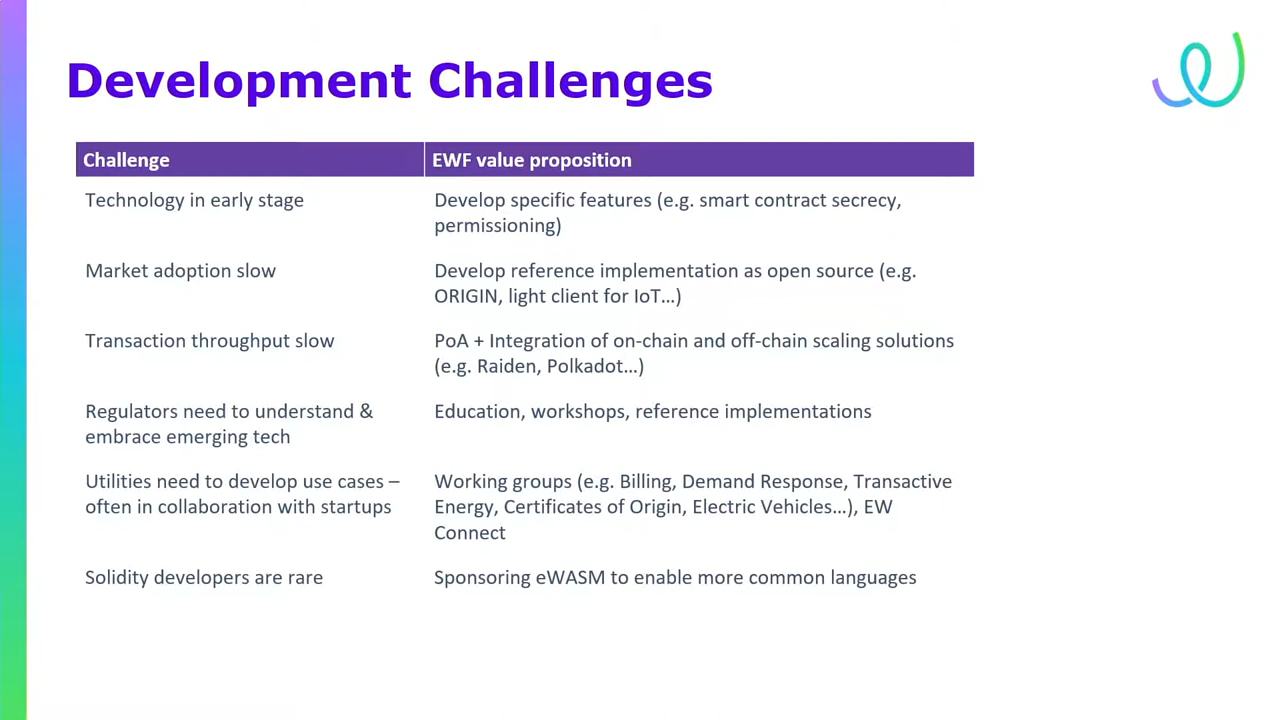 Development Challenges
Challenge
EWF value proposition
Technology in early stage
Develop specific features (e.g. smart contract secrecy,
permissioning)
Market adoption slow
Develop reference implementation as open source (e.g.
ORIGIN, light client for IoT…)
Transaction throughput slow
PoA + Integration of on-chain and off-chain scaling solutions
(e.g. Raiden, Polkadot…)
Regulators need to understand &
embrace emerging tech
Education, workshops, reference implementations
Utilities need to develop use cases –
often in collaboration with startups
Working groups (e.g. Billing, Demand Response, Transactive
Energy, Certificates of Origin, Electric Vehicles…), EW
Connect
Solidity developers are rare
Sponsoring eWASM to enable more common languages